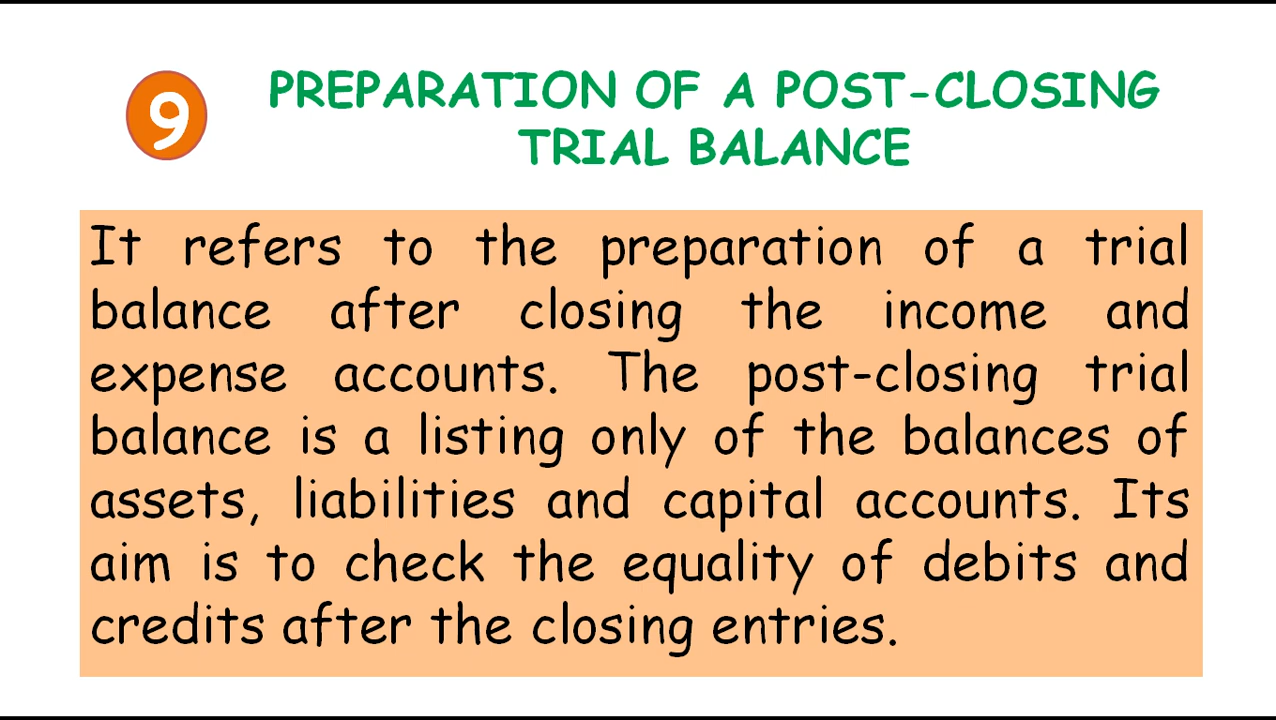 9
PREPARATION OF A POST-CLOSING
TRIAL BALANCE
It refers to the preparation of a trial
balance after closing the income and
expense accounts. The post-closing trial
balance is a listing only of the balances of
assets, liabilities and capital accounts. Its
aim is to check the equality of debits and
credits after the closing entries.